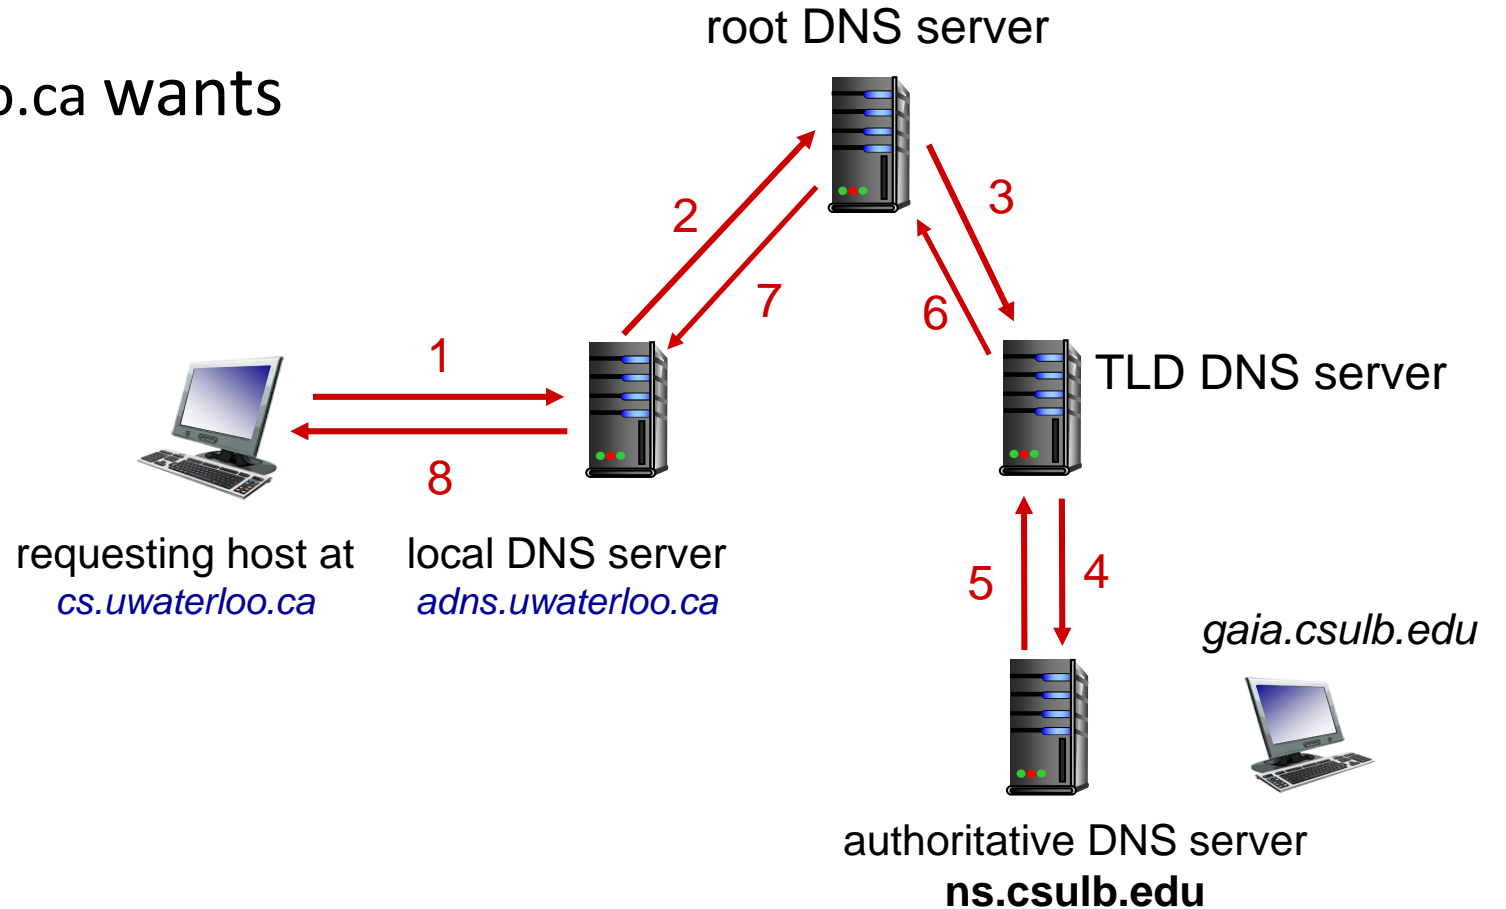 root DNS server
o.ca wants
2
3
7
6
1
TLD DNS server
8
requesting host at
cs.uwaterloo.ca
local DNS server
adns.uwaterloo.ca
5
4
gaia.csulb.edu
authoritative DNS server
ns.csulb.edu